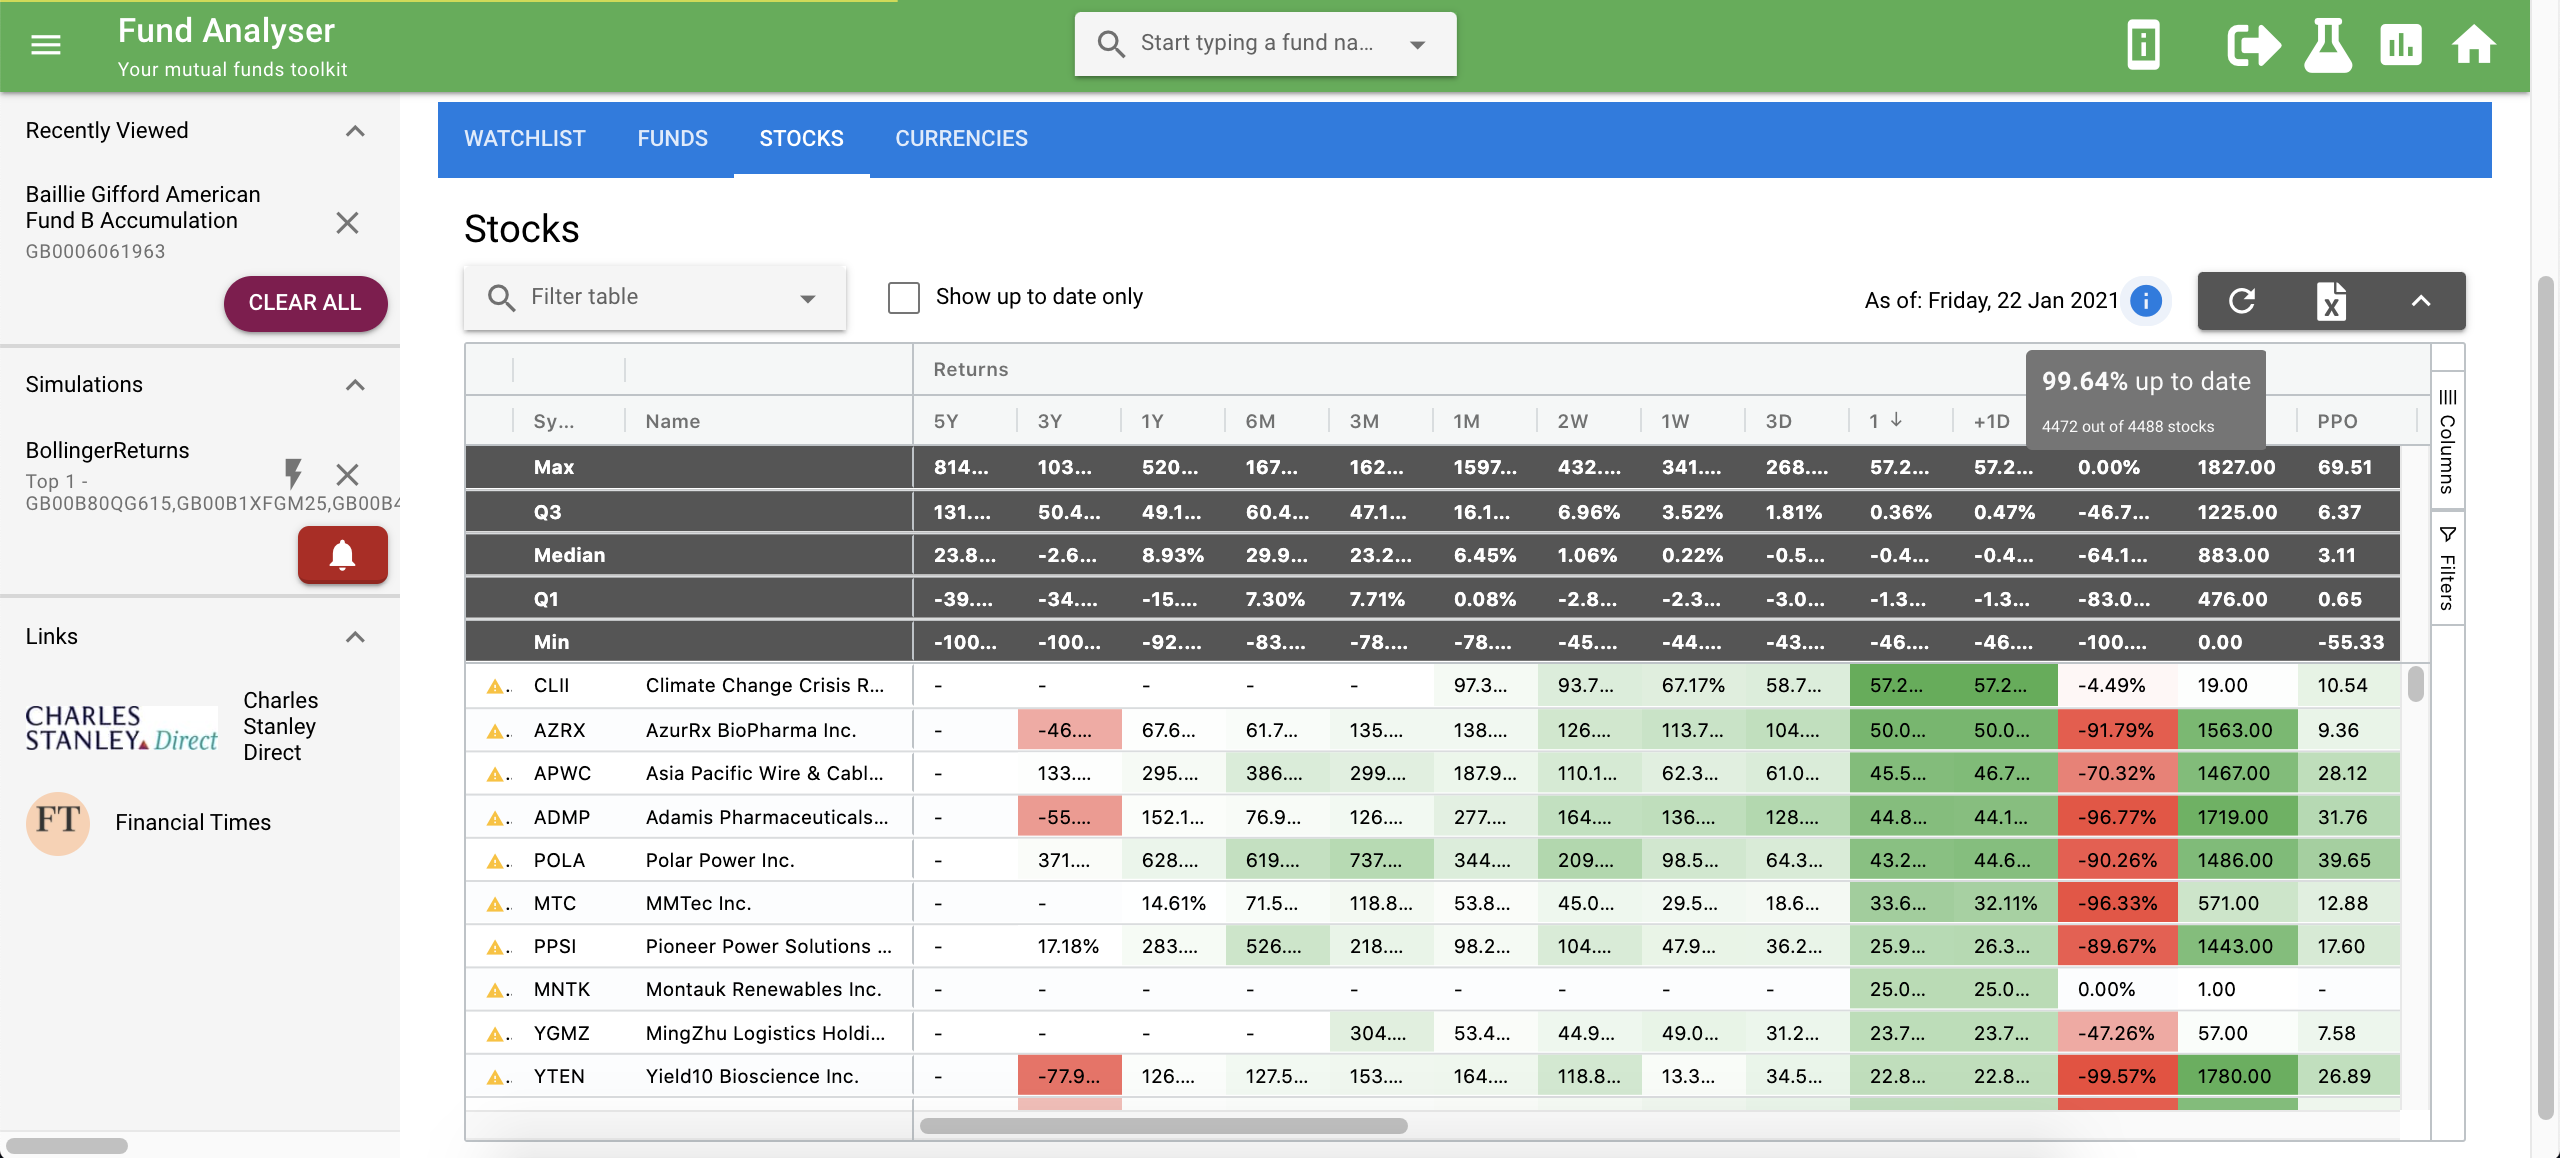 Fund Analyser
Your mutual funds toolkit
Start typing a fund na...
Recently Viewed
Baillie Gifford American
Fund B Accumulation
GB0006061963
CLEAR ALL
Simulations
BollingerReturns
Top 1 -
GB00B80QG615,GB00B1XFGM25,GB00B4
Links
CHARLES
STANLEY Direct
Charles
Stanley
Direct
FT
Financial Times
WATCHLIST FUNDS STOCKS CURRENCIES
Stocks
Filter table
Show up to date only
As of: Friday, 22 Jan 2021
99.64% up to date
4472 out of 4488 stocks
Returns
Sy... Name 5Y 3Y 1Y 6M 3M 1M 2W 1W 3D 1 +1D PPO
Max 814... 103... 520... 167... 162... 1597... 432.... 341.... 268.... 57.2... 57.2... 0.00% 1827.00 69.51
Q3 131.... 50.4... 49.1... 60.4... 47.1... 16.1... 6.96% 3.52% 1.81% 0.36% 0.47% -46.7... 1225.00 6.37
Median 23.8... -2.6... 8.93% 29.9... 23.2... 6.45% 1.06% 0.22% -0.5... -0.4... -0.4... -64.1... 883.00 3.11
Q1 -39.... -34.... -15.... 7.30% 7.71% 0.08% -2.8... -2.3... -3.0... -1.3... -1.3... -83.0... 476.00 0.65
Min -100... -100... -92.... -83.... -78.... -78.... -45.... -44.... -43.... -46.... -46.... -100.... 0.00 -55.33
CLII Climate Change Crisis R... - - - - - 97.3... 93.7... 67.17% 58.7... 57.2... 57.2... -4.49% 19.00 10.54
AZRX AzurRx BioPharma Inc. - -46.... 67.6... 61.7... 135.... 138.... 126.... 113.7... 104.... 50.0... 50.0... -91.79% 1563.00 9.36
APWC Asia Pacific Wire & Cabl... - 133.... 295.... 386.... 299.... 187.9... 110.1... 62.3... 61.0... 45.5... 46.7... -70.32% 1467.00 28.12
ADMP Adamis Pharmaceuticals... - -55.... 152.1... 76.9... 126.... 277.... 164.... 136.... 128.... 44.8... 44.1... -96.77% 1719.00 31.76
POLA Polar Power Inc. - 371.... 628.... 619.... 737.... 344.... 209.... 98.5... 64.3... 43.2... 44.6... -90.26% 1486.00 39.65
MTC MMTec Inc. - - 14.61% 71.5... 118.8... 53.8... 45.0... 29.5... 18.6... 33.6... 32.11% -96.33% 571.00 12.88
PPSI Pioneer Power Solutions ... - 17.18% 283.... 526.... 218.... 98.2... 104.... 47.9... 36.2... 25.9... 26.3... -89.67% 1443.00 17.60
MNTK Montauk Renewables Inc. - - - - - - - - - 25.0... 25.0... 0.00% 1.00 -
YGMZ MingZhu Logistics Holdi... - - - - 304.... 53.4... 44.9... 49.0... 31.2... 23.7... 23.7... -47.26% 57.00 7.58
YTEN Yield10 Bioscience Inc. - -77.9... 126.... 127.5... 153.... 164.... 118.8... 13.3... 34.5... 22.8... 22.8... -99.57% 1780.00 26.89
Columns
Filters